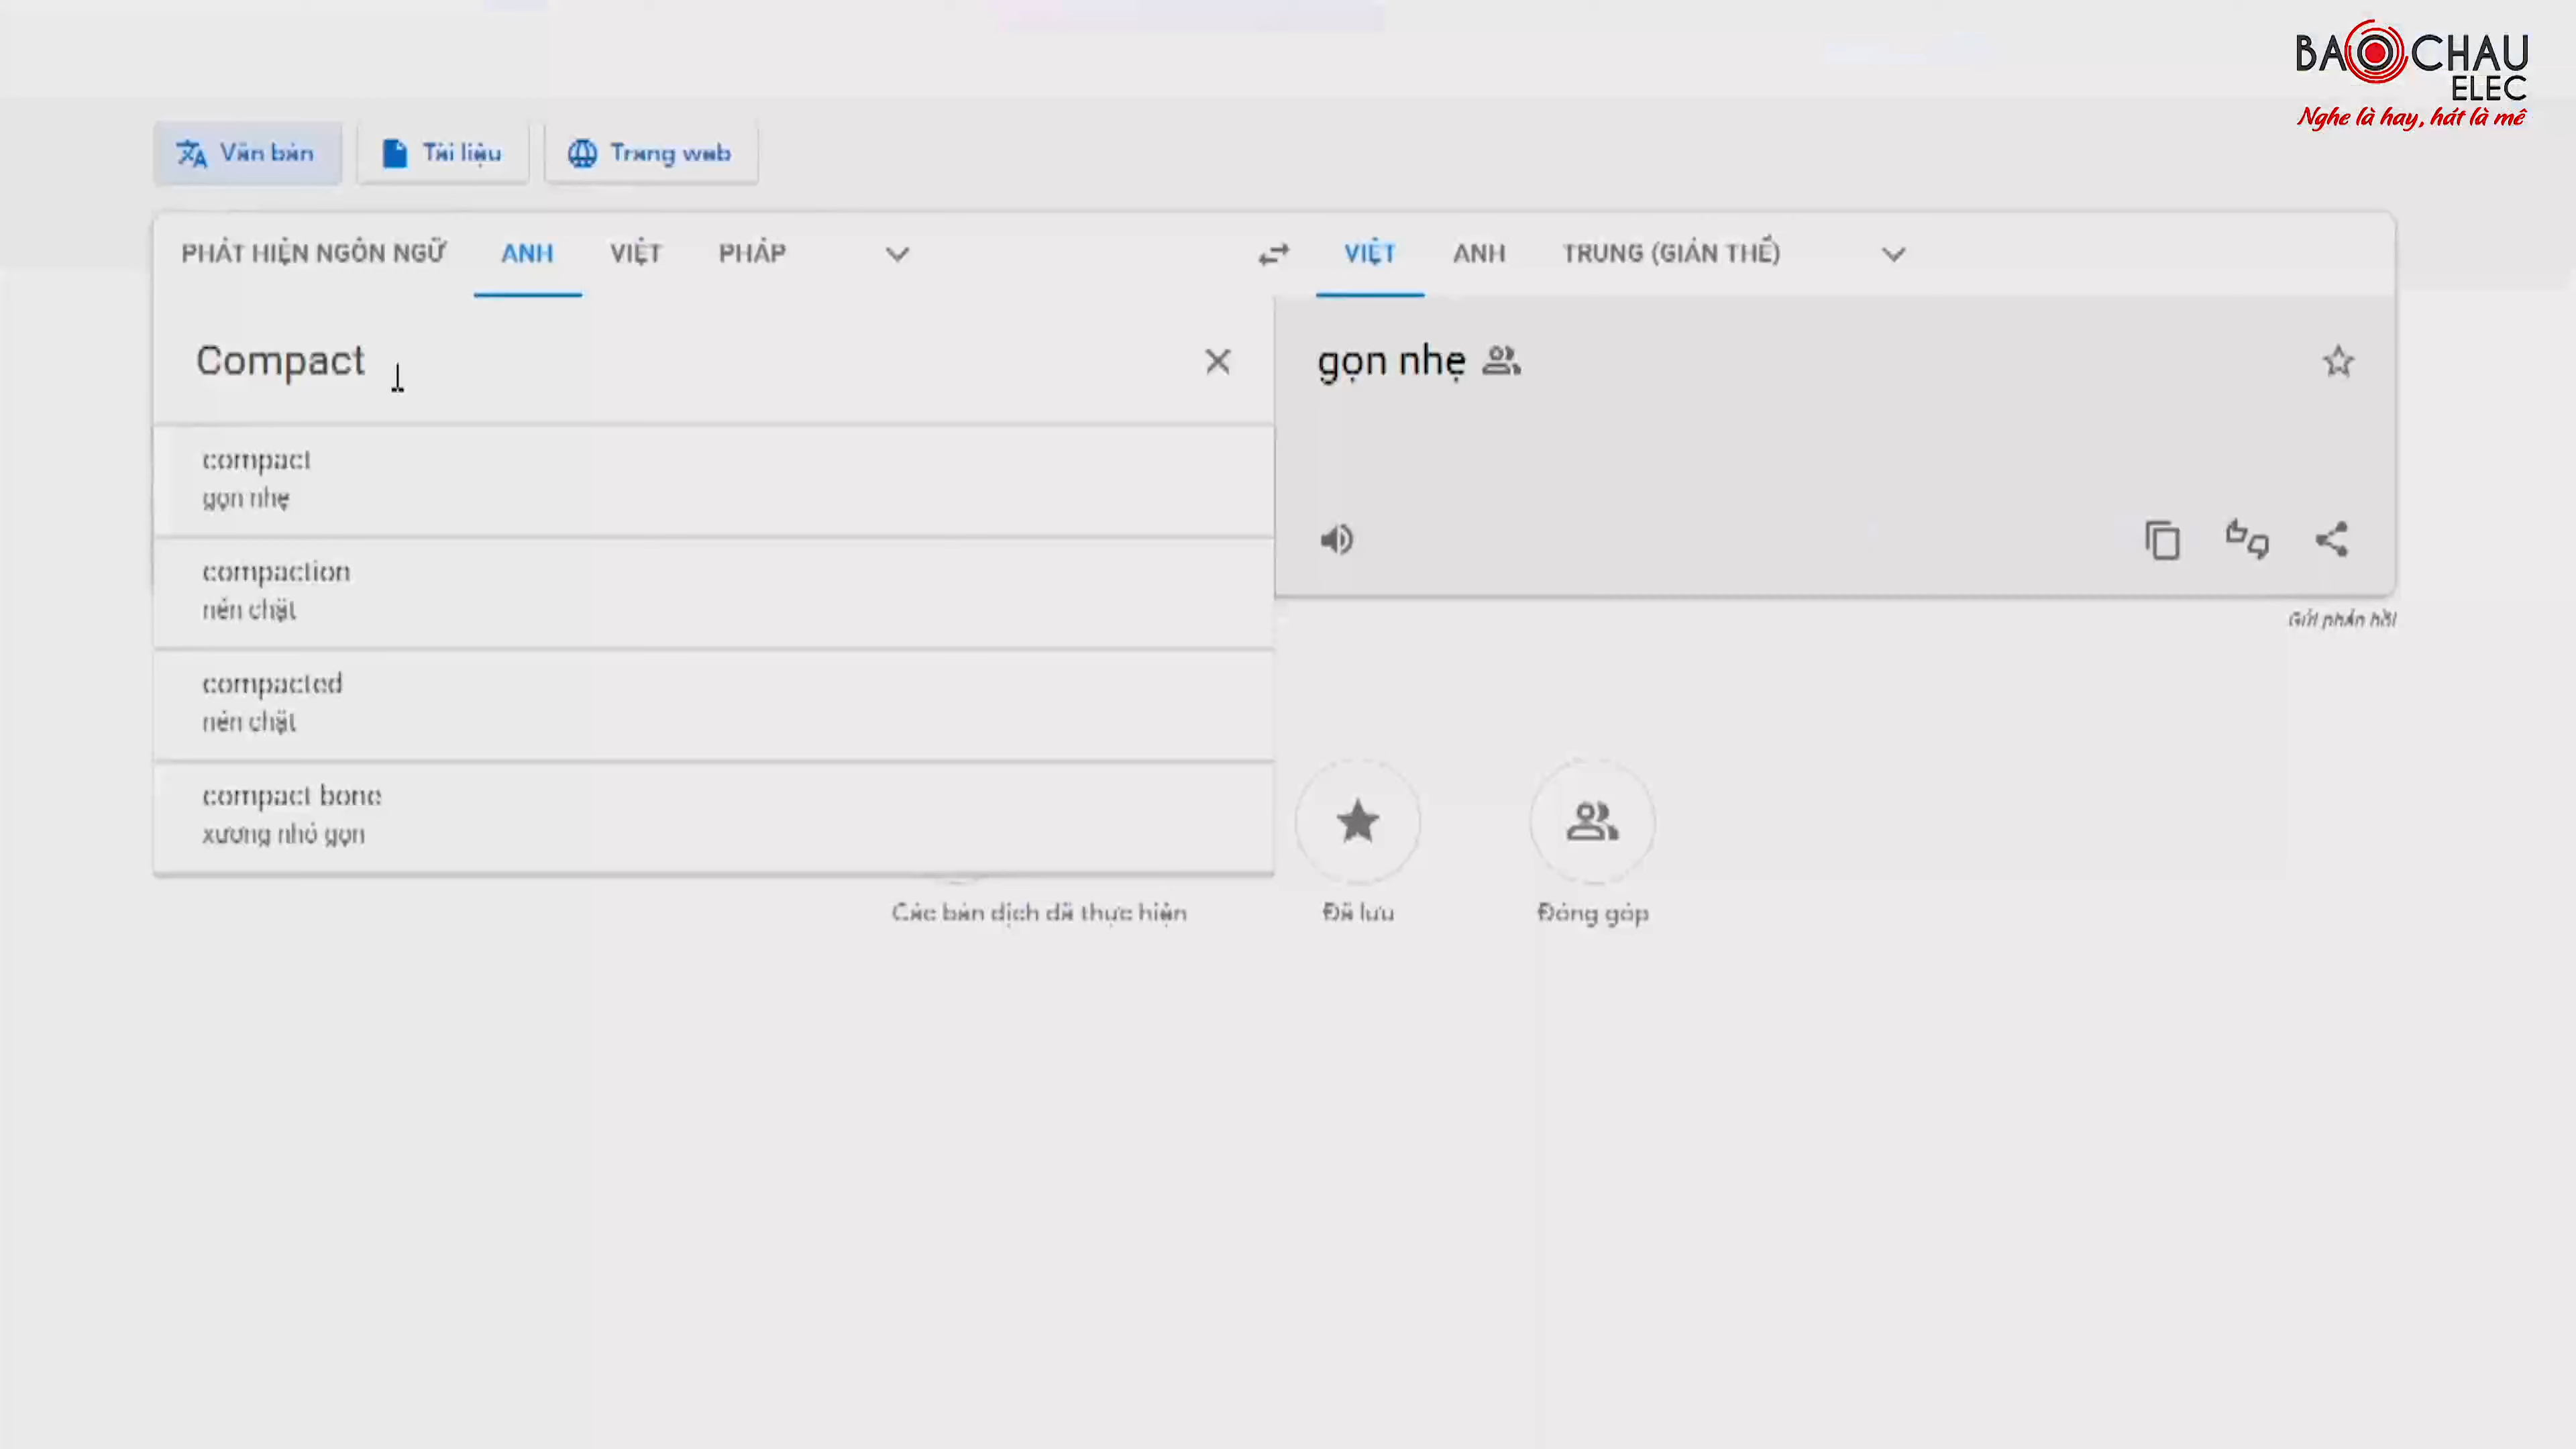 BAOCHAU
ELEC
Nghe là hay, hát là mê
Văn bản
Tài liệu
Trang web
PHÁT HIỆN NGÔN NGỮ
ANH
VIỆT
PHÁP
VIỆT
ANH
TRUNG (GIẢN THỂ)
Compact
gọn nhẹ
compact
gọn nhẹ
compaction
nén chặt
compacted
nén chặt
compact bone
xương nhỏ gọn
Gửi phản hồi
Các bản dịch đã thực hiện
Đã lưu
Đóng góp